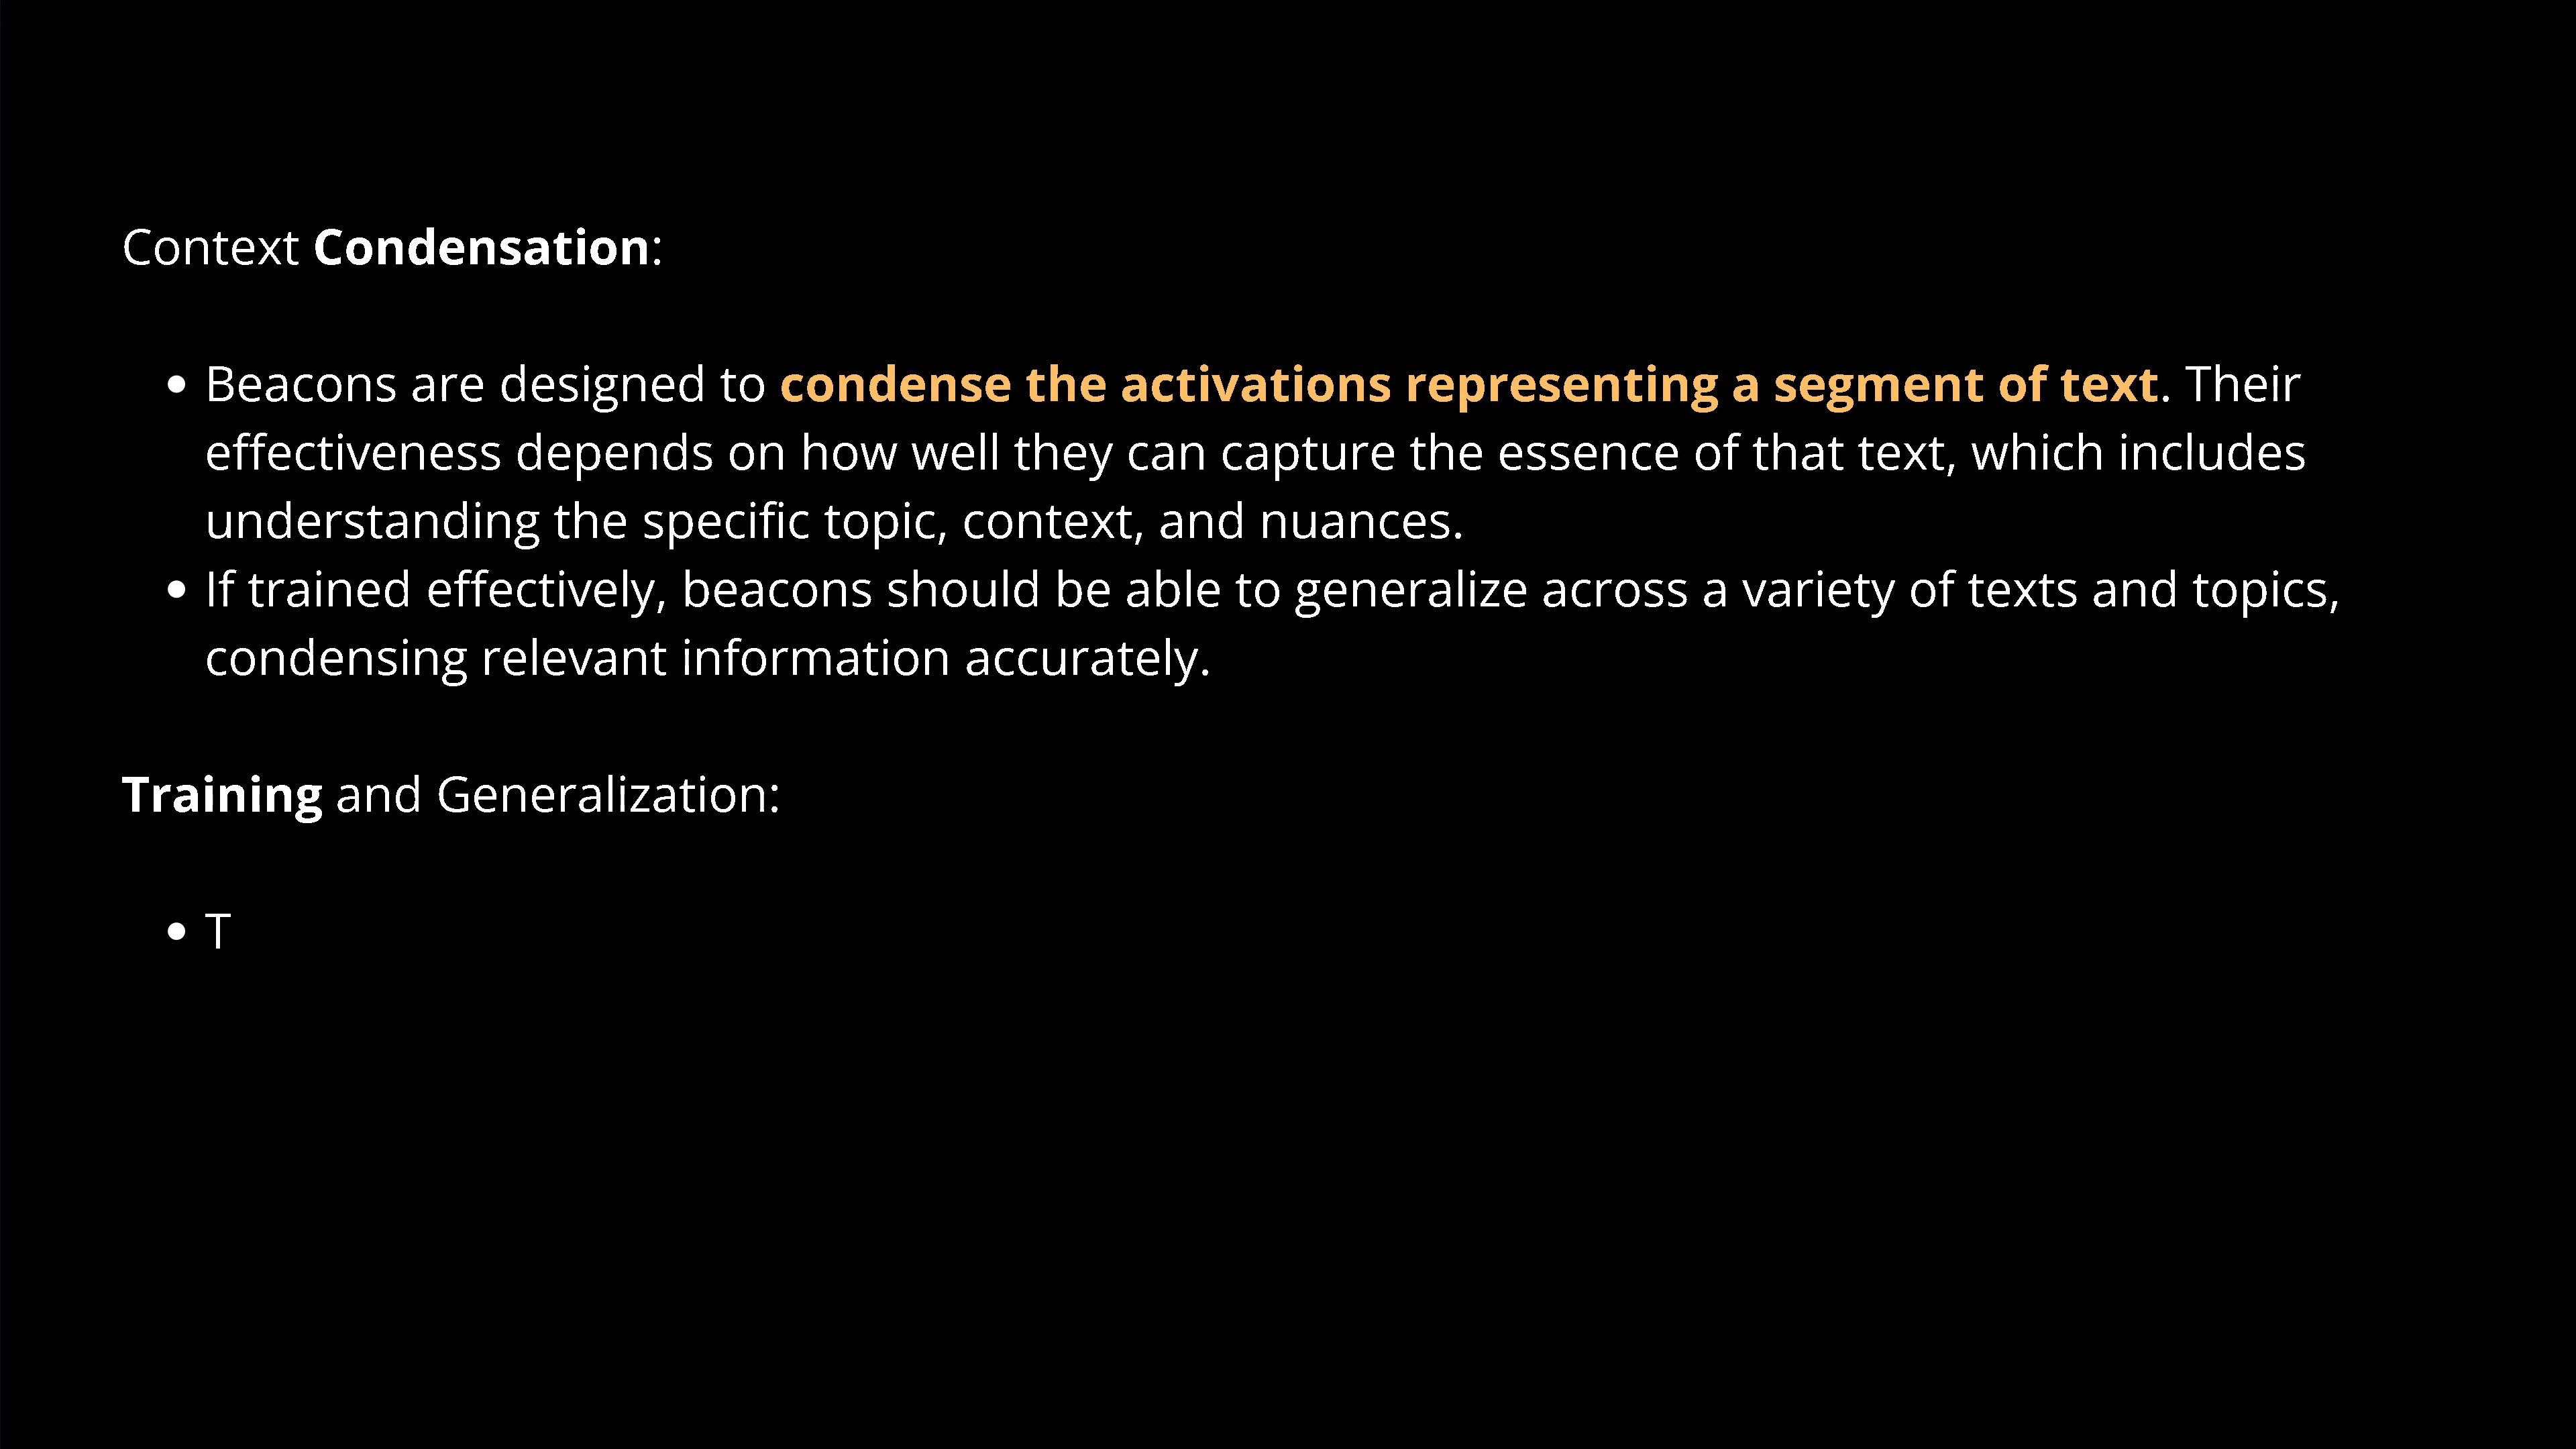 Context Condensation:
• Beacons are designed to condense the activations representing a segment of text. Their
effectiveness depends on how well they can capture the essence of that text, which includes
understanding the specific topic, context, and nuances.
• If trained effectively, beacons should be able to generalize across a variety of texts and topics,
condensing relevant information accurately.
Training and Generalization:
• T